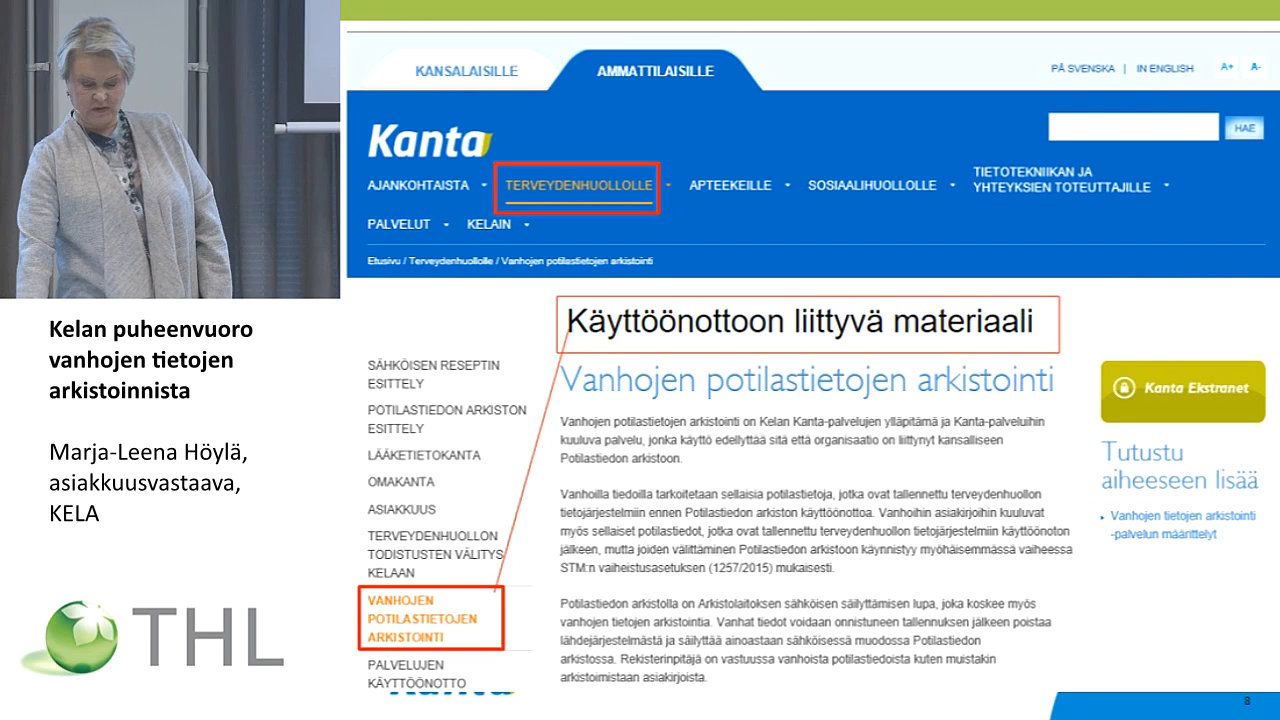 Kelan puheenvuoro
vanhojen tietojen
arkistoinnista
Marja-Leena Höylä,
asiakkuusvastaava,
KELA
THL
KANSALAISILLE
AMMATTILAISILLE
PÅ SVENSKA | IN ENGLISH
A+ A-
Kanta
HAE
AJANKOHTAISTA
TERVEYDENHUOLLOLLE
APTEEKEILLE
SOSIAALIHUOLLOLLE
TIETOTEKNIIKAN JA
YHTEYKSIEN TOTEUTTAJILLE
PALVELUT
KELAIN
Etusivu / Terveydenhuollolle / Vanhojen potilastietojen arkistointi
Käyttöönottoon liittyvä materiaali
SÄHKÖISEN RESEPTIN
ESITTELY
POTILASTIEDON ARKISTON
ESITTELY
LÄÄKETIETOKANTA
OMAKANTA
ASIAKKUUS
TERVEYDENHUOLLON
TODISTUSTEN VÄLITYS
KELAAN
VANHOJEN
POTILASTIETOJEN
ARKISTOINTI
PALVELUJEN
KÄYTTÖÖNOTTO
Vanhojen potilastietojen arkistointi
Vanhojen potilastietojen arkistointi on Kelan Kanta-palvelujen ylläpitämä ja Kanta-palveluihin
kuuluva palvelu, jonka käyttö edellyttää sitä että organisaatio on liittynyt kansalliseen
Potilastiedon arkistoon.
Vanhoilla tiedoilla tarkoitetaan sellaisia potilastietoja, jotka ovat tallennettu terveydenhuollon
tietojärjestelmiin ennen Potilastiedon arkiston käyttöönottoa. Vanhoihin asiakirjoihin kuuluvat
myös sellaiset potilastiedot, jotka ovat tallennettu terveydenhuollon tietojärjestelmiin käyttöönoton
jälkeen, mutta joiden välittäminen Potilastiedon arkistoon käynnistyy myöhäisemmässä vaiheessa
STM:n vaiheistusasetuksen (1257/2015) mukaisesti.
Potilastiedon arkistolla on Arkistolaitoksen sähköisen säilyttämisen lupa, joka koskee myös
vanhojen tietojen arkistointia. Vanhat tiedot voidaan onnistuneen tallennuksen jälkeen poistaa
lähdejärjestelmästä ja säilyttää ainoastaan sähköisessä muodossa Potilastiedon
arkistossa. Rekisterinpitäjä on vastuussa vanhoista potilastiedoista kuten muistakin
arkistoimistaan asiakirjoista.
Kanta Ekstranet
Tutustu
aiheeseen lisää
Vanhojen tietojen arkistointi
-palvelun määrittelyt
Kanta
8